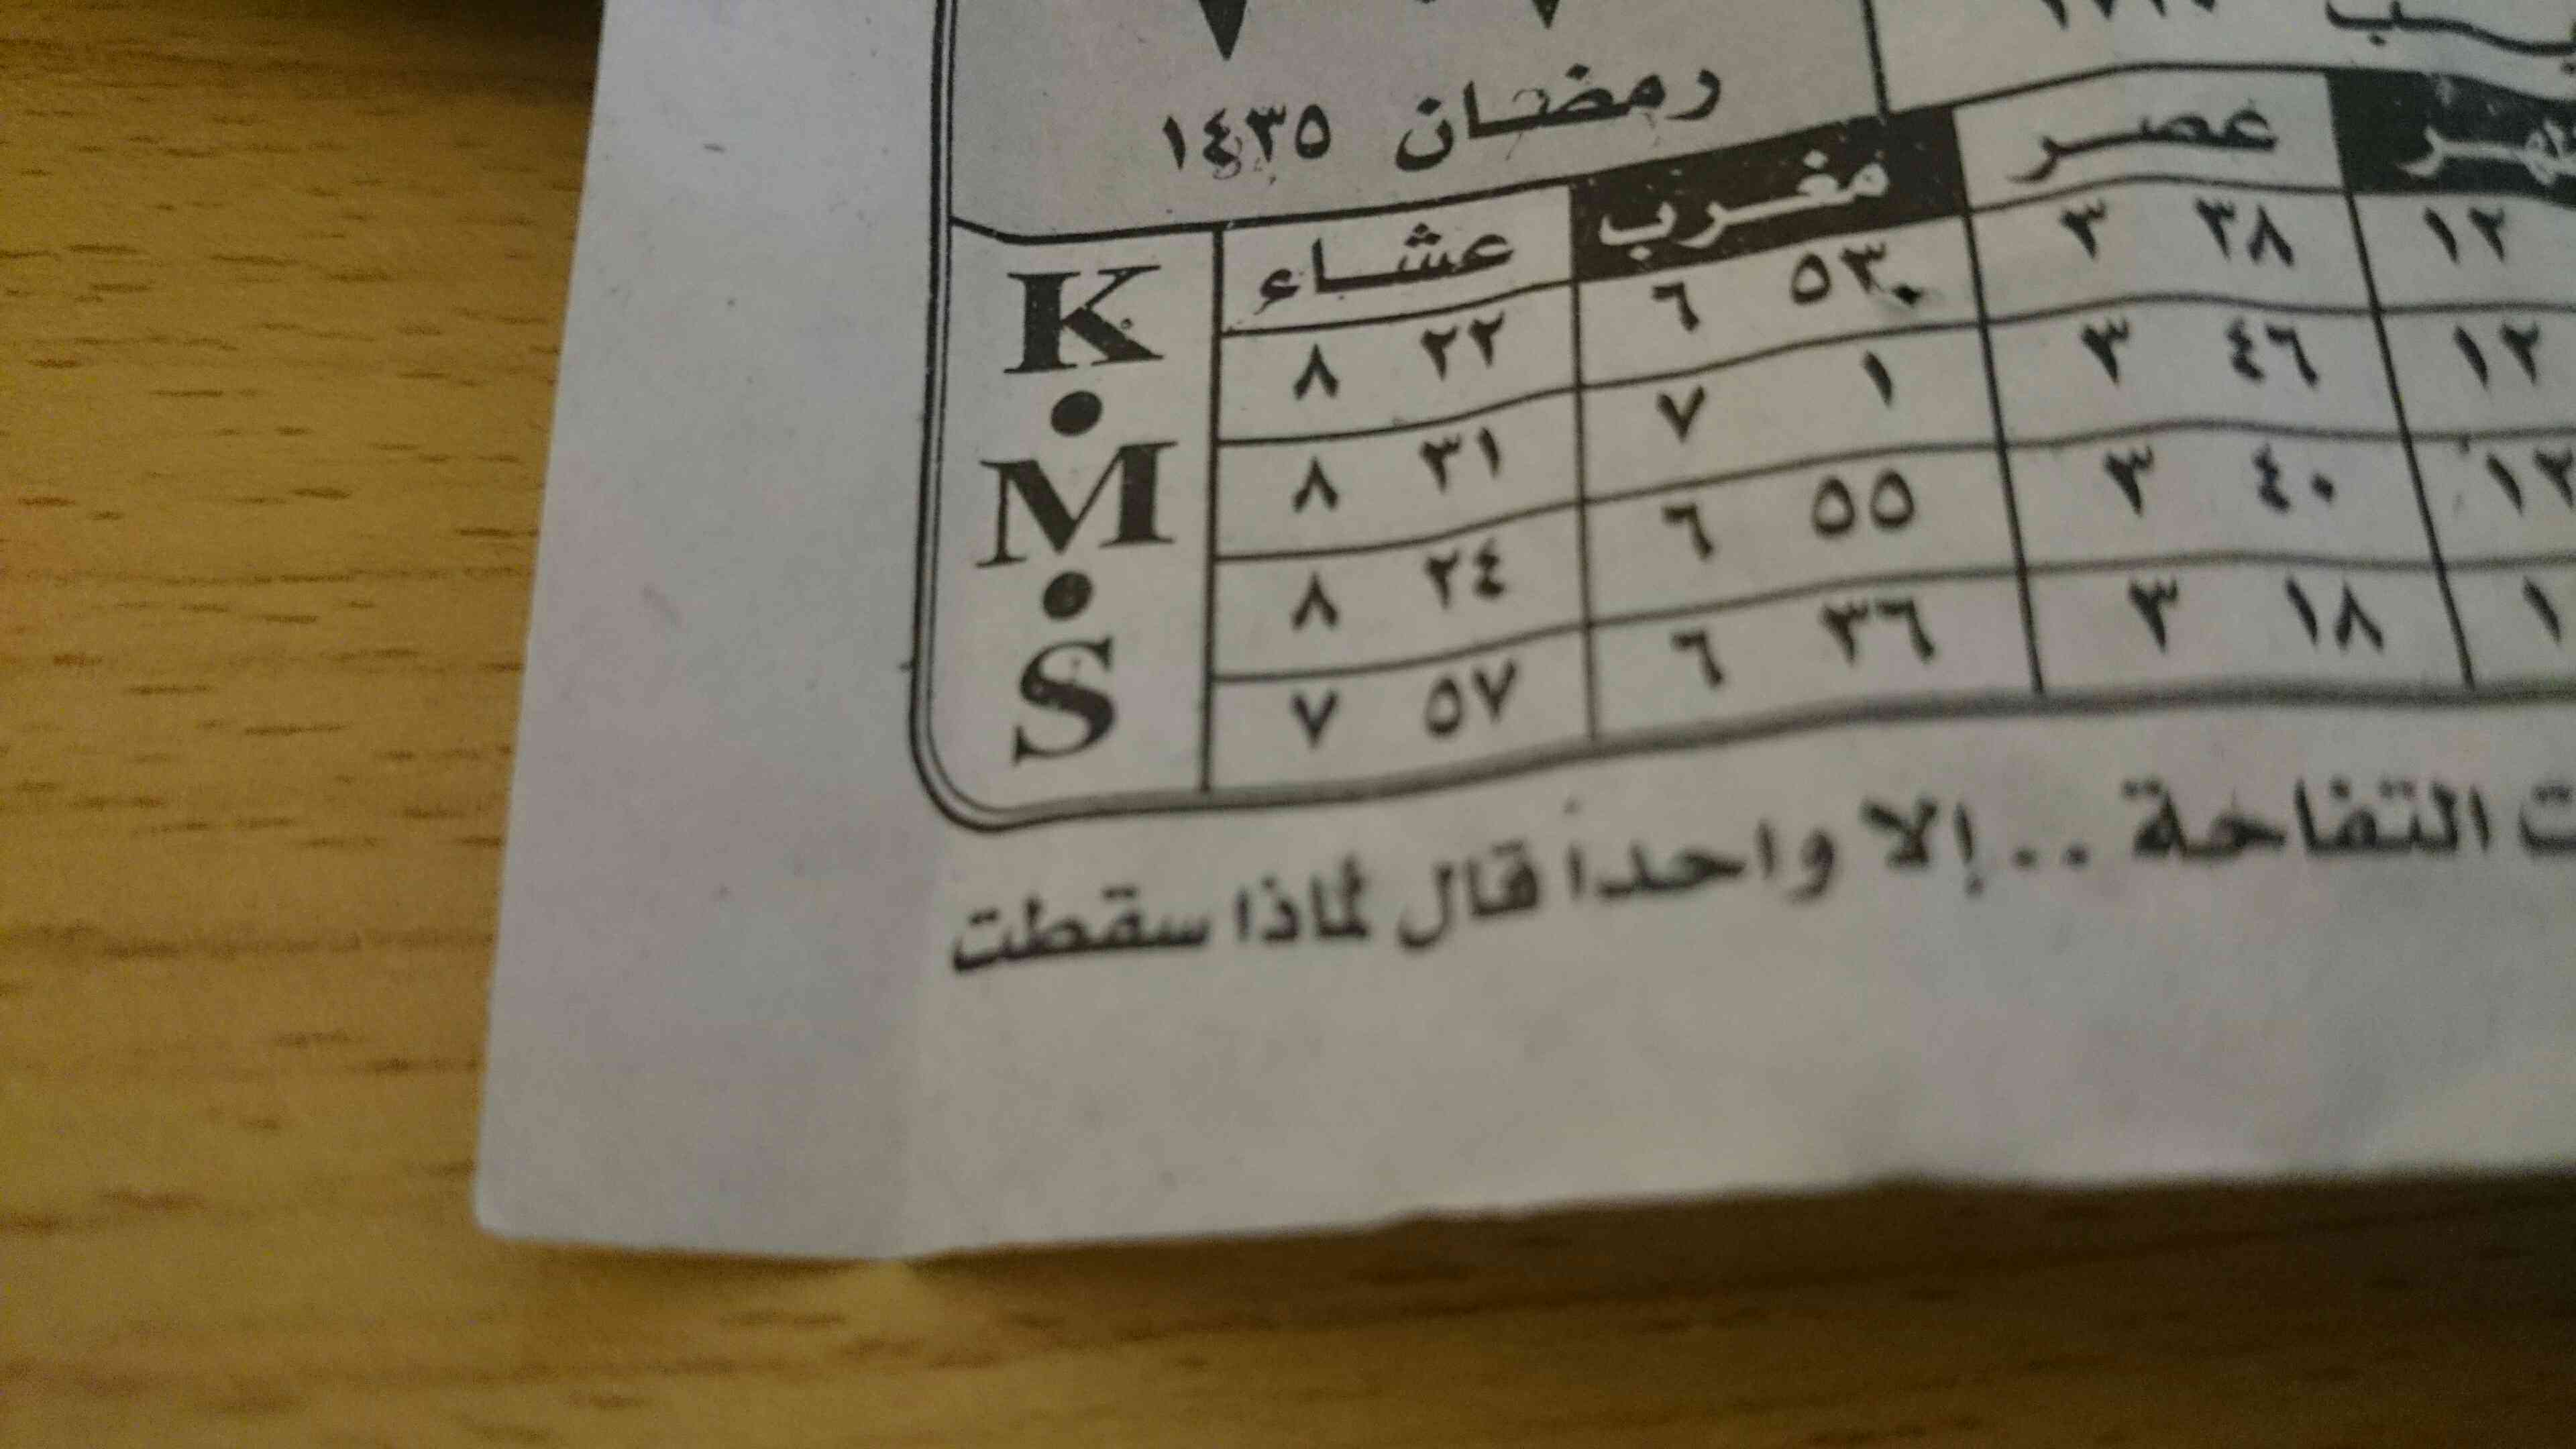 رمضان ١٤٣٥
عصر مغرب عشاء
١٢ ٣٨ ٣ ٥٣ ٦ ٢٢ ٨
١٢ ٤٦ ٣ ١ ٧ ٣١ ٨
١٢ ٤٠ ٣ ٥٥ ٦ ٢٤ ٨
١٨ ٣ ٣٦ ٦ ٥٧ ٧
K.M.S
التفاحة .. إلا واحداً قال لماذا سقطت